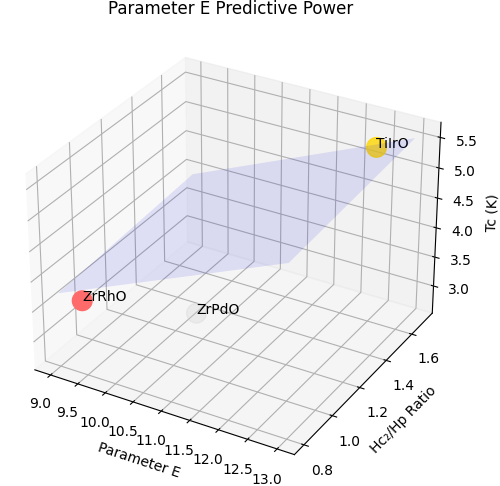 Parameter E Predictive Power
TiIrO
ZrRhO
ZrPdO
5.5
5.0
4.5
4.0
3.5
3.0
Tc (K)
1.6
1.4
1.2
1.0
0.8
Hc₂/Hp Ratio
9.0
9.5
10.0
10.5
11.0
11.5
12.0
12.5
13.0
Parameter E